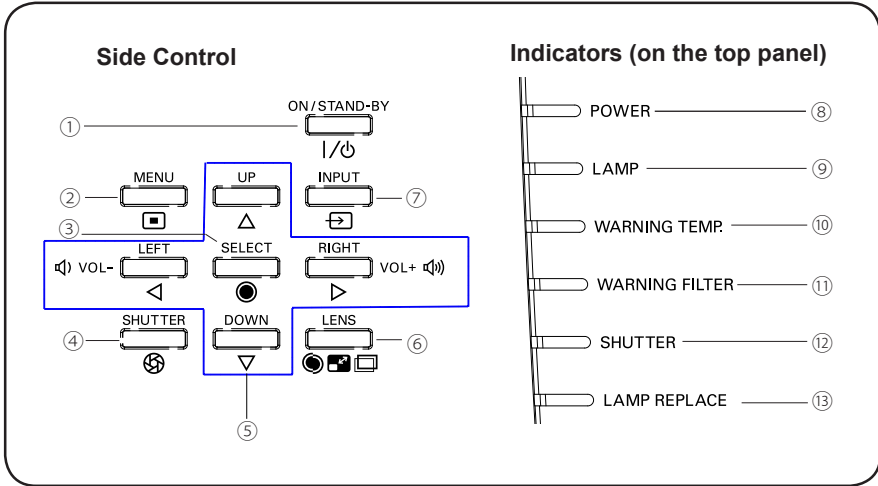 Side Control
ON/STAND-BY
①
MENU
UP
INPUT
②
⑦
③
LEFT
SELECT
RIGHT
VOL-
VOL+
SHUTTER
DOWN
LENS
④
⑥
⑤
Indicators (on the top panel)
POWER ⑧
LAMP ⑨
WARNING TEMP. ⑩
WARNING FILTER ⑪
SHUTTER ⑫
LAMP REPLACE ⑬